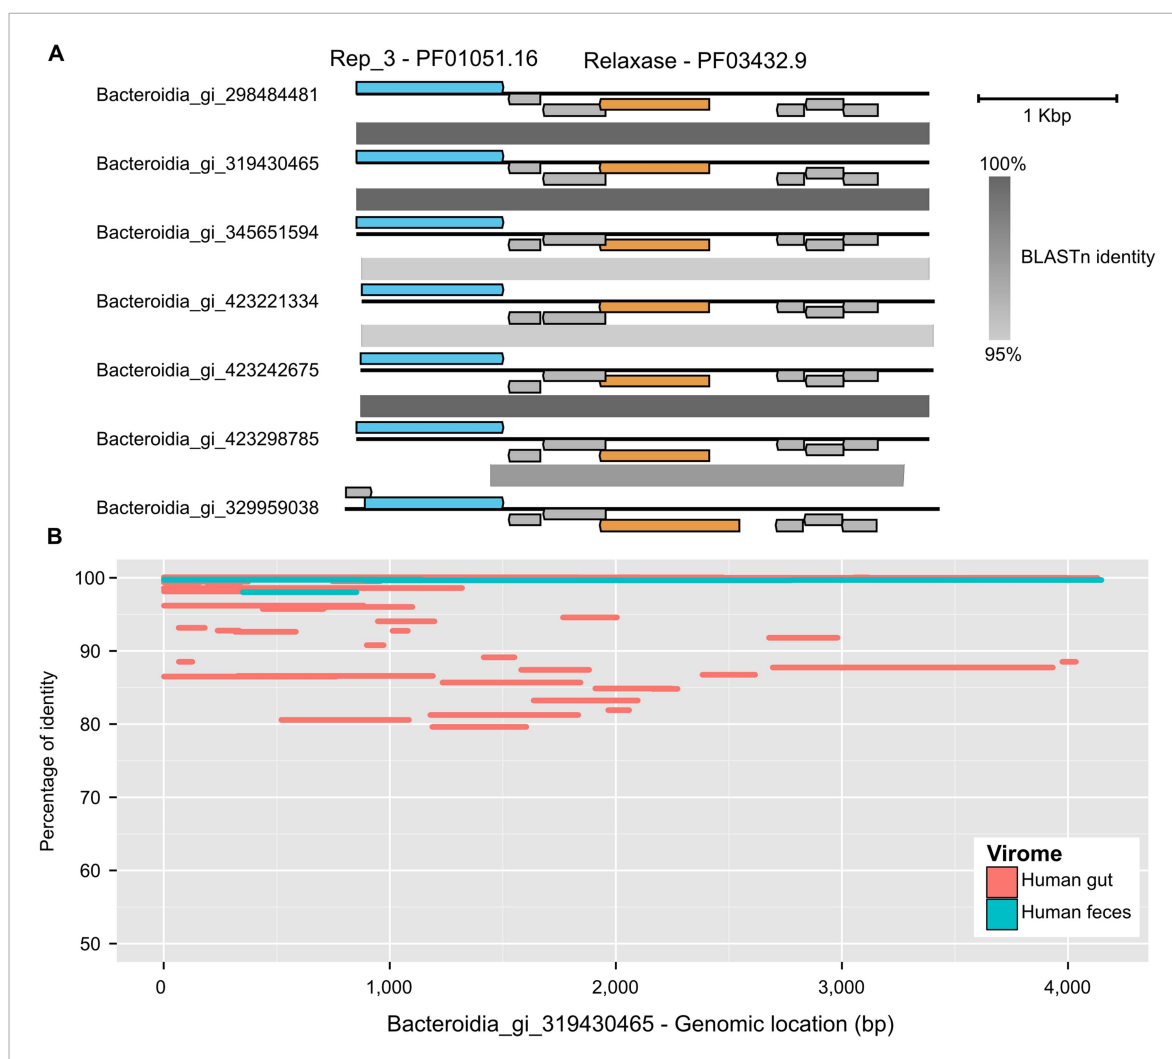 A
Rep_3 - PF01051.16
Relaxase - PF03432.9
Bacteroidia_gi_298484481
1 Kbp
Bacteroidia_gi_319430465
100%
Bacteroidia_gi_345651594
BLASTn identity
Bacteroidia_gi_423221334
95%
Bacteroidia_gi_423242675
Bacteroidia_gi_423298785
Bacteroidia_gi_329959038
B
Percentage of identity
100
90
80
70
60
50
Virome
Human gut
Human feces
0
1,000
2,000
3,000
4,000
Bacteroidia_gi_319430465 - Genomic location (bp)